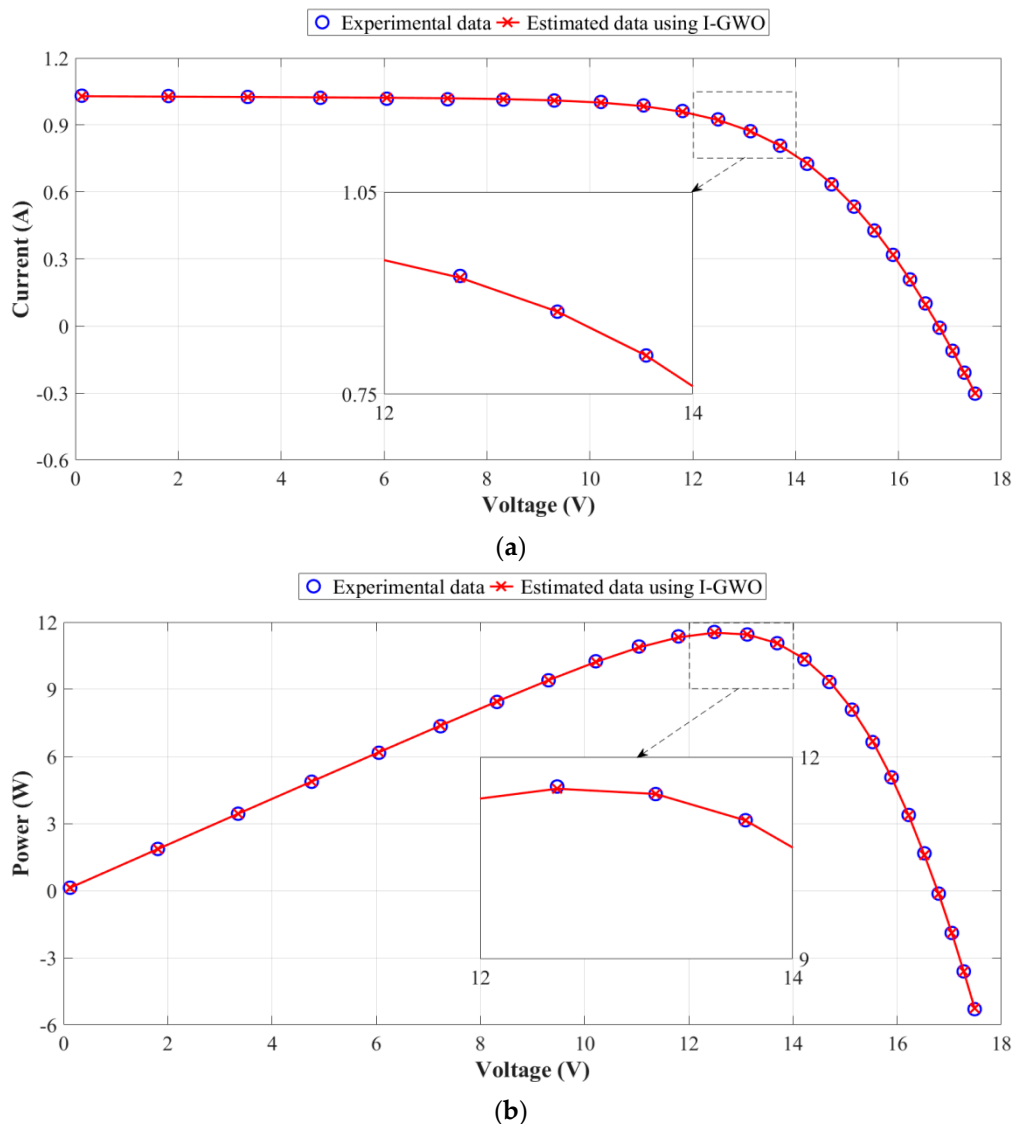 Experimental data Estimated data using I-GWO
1.2
0.9
0.6
0.3
0
-0.3
-0.6
Current (A)
1.05
0.75
12 14
0 2 4 6 8 10 12 14 16 18
Voltage (V)
(a)
Experimental data Estimated data using I-GWO
12
9
6
3
0
-3
-6
Power (W)
12
9
12 14
0 2 4 6 8 10 12 14 16 18
Voltage (V)
(b)